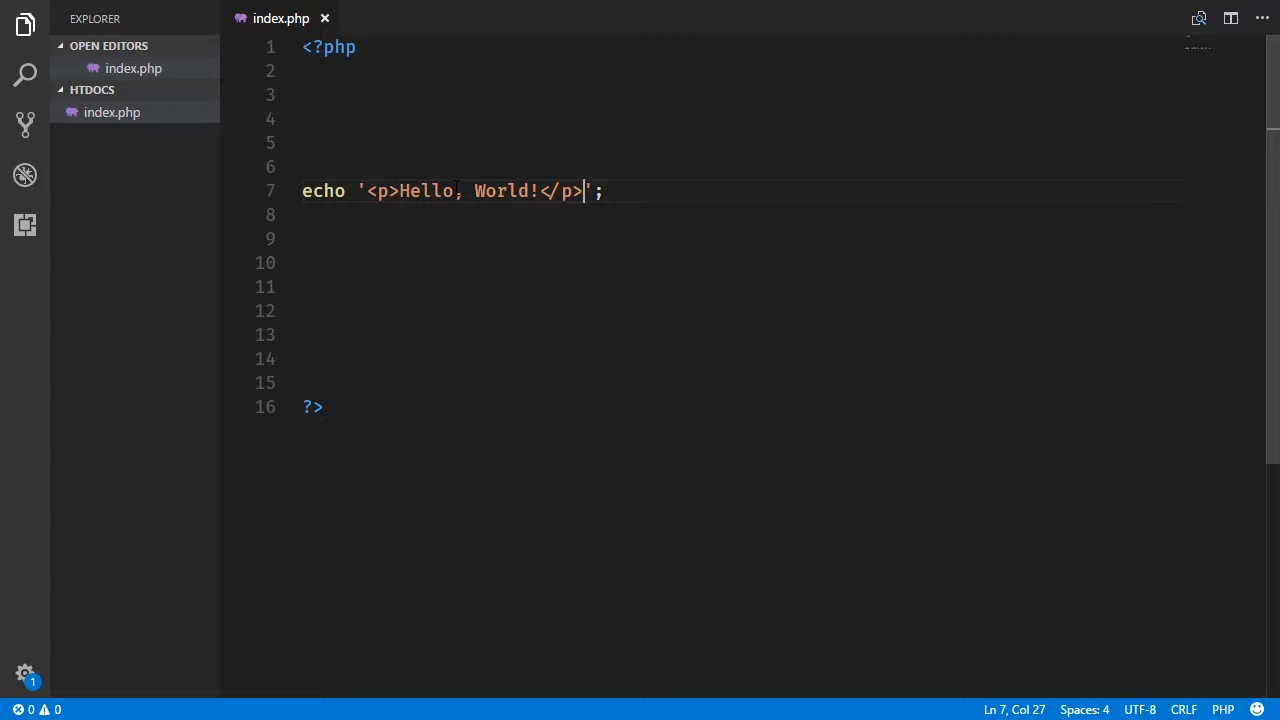 EXPLORER
OPEN EDITORS
index.php
HTDOCS
index.php
index.php
1 <?php
2
3
4
5
6
7 echo '<p>Hello, World!</p>';
8
9
10
11
12
13
14
15
16 ?>
1
0 0
Ln 7, Col 27 Spaces: 4 UTF-8 CRLF PHP